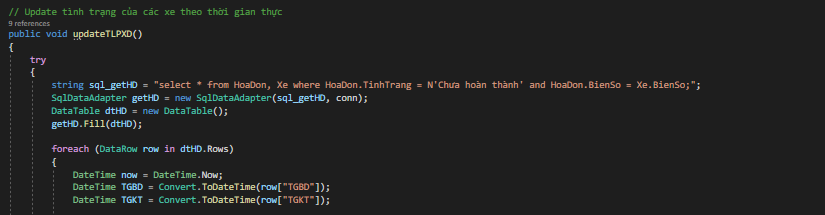 // Update tình trạng của các xe theo thời gian thực
9 references
public void updateTLPXD()
{
try
{
string sql_getHD = "select * from HoaDon, Xe where HoaDon.TinhTrang = N'Chưa hoàn thành' and HoaDon.BienSo = Xe.BienSo;";
SqlDataAdapter getHD = new SqlDataAdapter(sql_getHD, conn);
DataTable dtHD = new DataTable();
getHD.Fill(dtHD);
foreach (DataRow row in dtHD.Rows)
{
DateTime now = DateTime.Now;
DateTime TGBD = Convert.ToDateTime(row["TGBD"]);
DateTime TGKT = Convert.ToDateTime(row["TGKT"]);